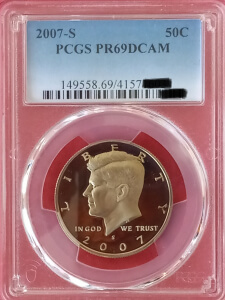 2007-S 50C
PCGS PR69DCAM
149558.69/4157
LIBERTY
IN GOD WE TRUST
S
2007